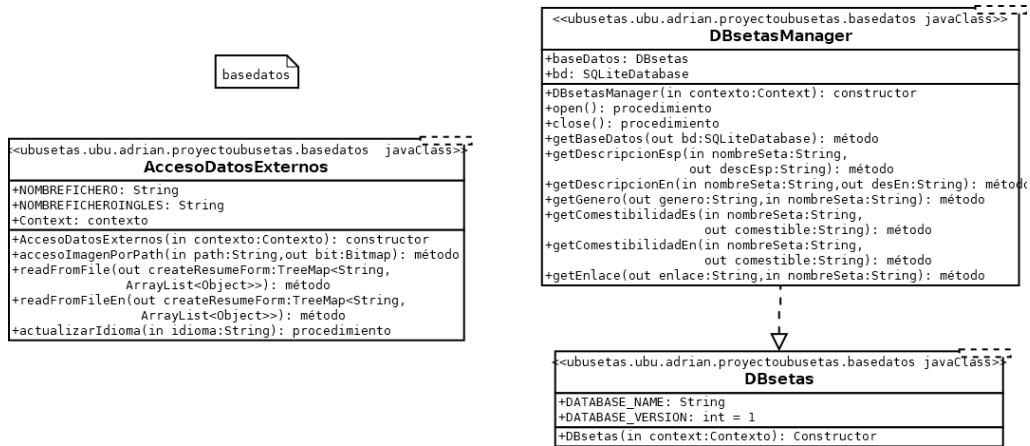 basedatos
<<ubusetas.ubu.adrian.proyectoubusetas.basedatos javaClass>>
AccesoDatosExternos
+NOMBREFICHERO: String
+NOMBREFICHEROINGLES: String
+Context: contexto
+AccesoDatosExternos(in contexto:Contexto): constructor
+accesoImagenPorPath(in path:String,out bit:Bitmap): método
+readFromFile(out createResumeForm:TreeMap<String,
ArrayList<Object>>): método
+readFromFileEn(out createResumeForm:TreeMap<String,
ArrayList<Object>>): método
+actualizarIdioma(in idioma:String): procedimiento
<<ubusetas.ubu.adrian.proyectoubusetas.basedatos javaClass>>
DBsetasManager
+baseDatos: DBsetas
+bd: SQLiteDatabase
+DBsetasManager(in contexto:Context): constructor
+open(): procedimiento
+close(): procedimiento
+getBaseDatos(out bd:SQLiteDatabase): método
+getDescripcionEsp(in nombreSeta:String,
out descEsp:String): método
+getDescripcionEn(in nombreSeta:String,out desEn:String): método
+getGenero(out genero:String,in nombreSeta:String): método
+getComestibilidadEs(in nombreSeta:String,
out comestible:String): método
+getComestibilidadEn(in nombreSeta:String,
out comestible:String): método
+getEnlace(out enlace:String,in nombreSeta:String): método
<<ubusetas.ubu.adrian.proyectoubusetas.basedatos javaClass>>
DBsetas
+DATABASE_NAME: String
+DATABASE_VERSION: int = 1
+DBsetas(in context:Contexto): Constructor